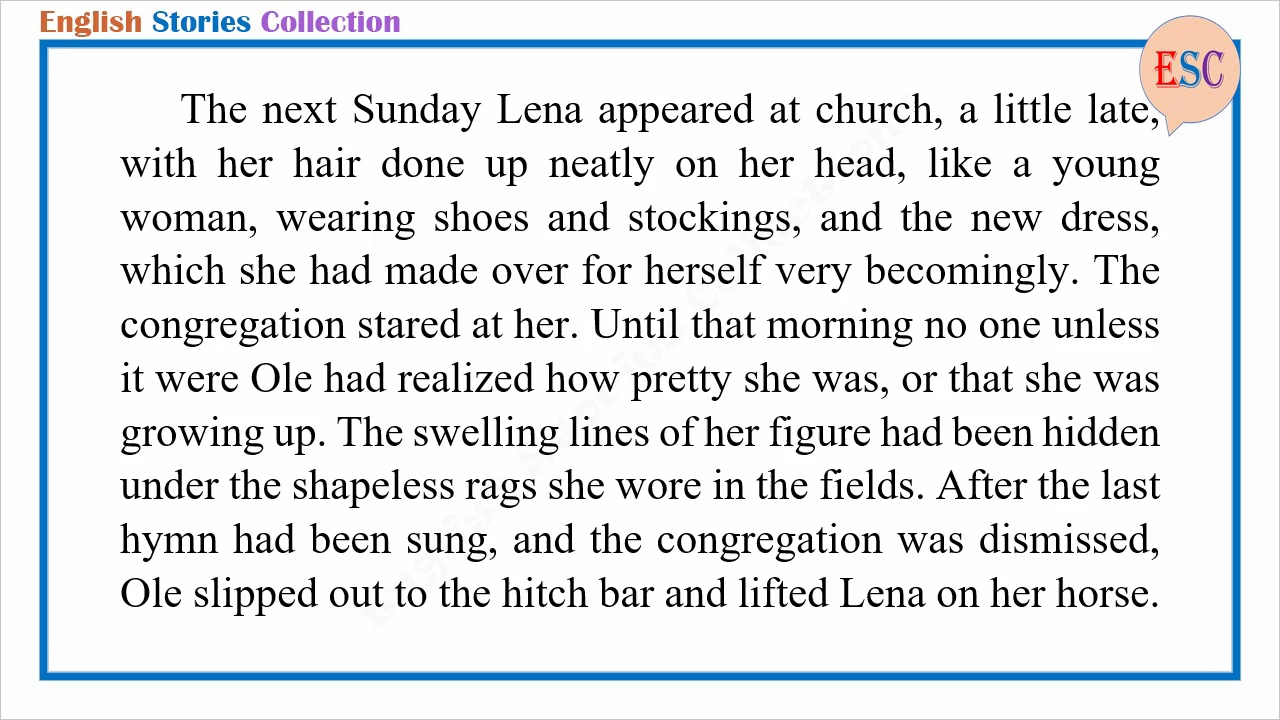 English Stories Collection
ESC
The next Sunday Lena appeared at church, a little late,
with her hair done up neatly on her head, like a young
woman, wearing shoes and stockings, and the new dress,
which she had made over for herself very becomingly. The
congregation stared at her. Until that morning no one unless
it were Ole had realized how pretty she was, or that she was
growing up. The swelling lines of her figure had been hidden
under the shapeless rags she wore in the fields. After the last
hymn had been sung, and the congregation was dismissed,
Ole slipped out to the hitch bar and lifted Lena on her horse.